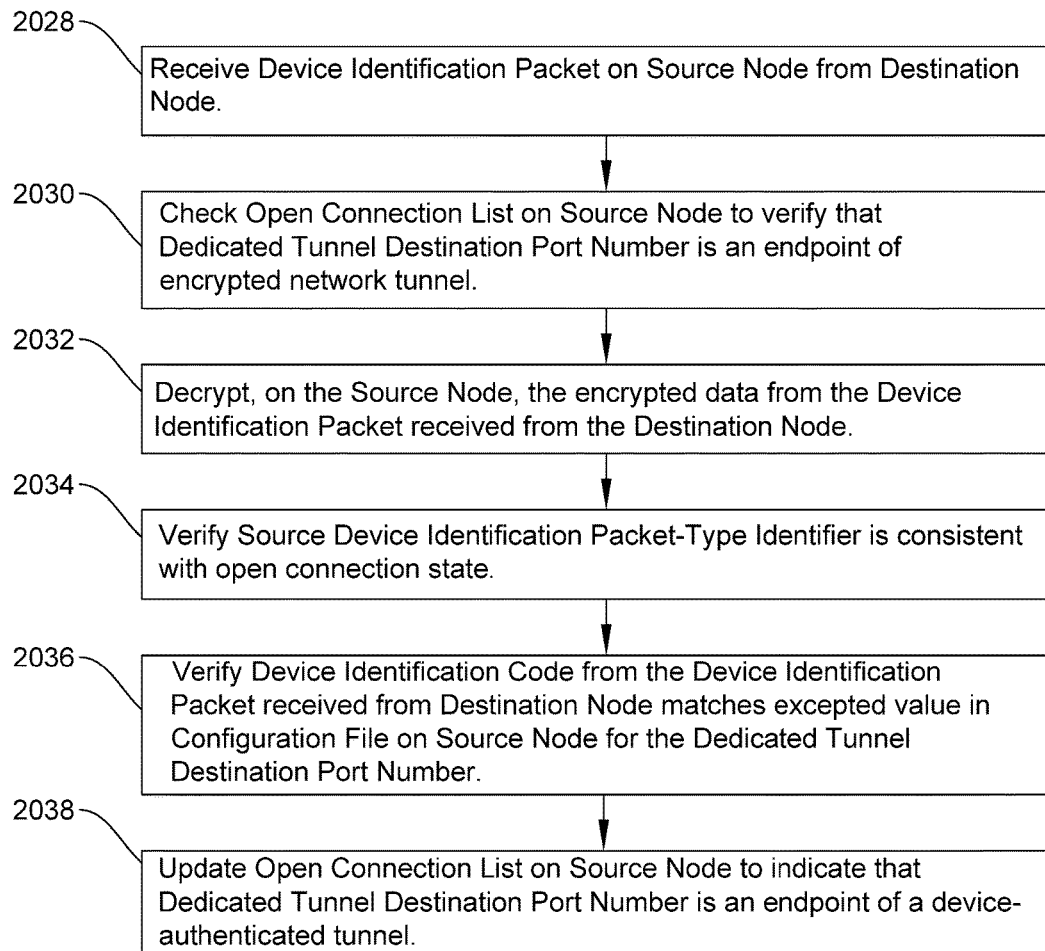 2028
Receive Device Identification Packet on Source Node from Destination
Node.
2030
Check Open Connection List on Source Node to verify that
Dedicated Tunnel Destination Port Number is an endpoint of
encrypted network tunnel.
2032
Decrypt, on the Source Node, the encrypted data from the Device
Identification Packet received from the Destination Node.
2034
Verify Source Device Identification Packet-Type Identifier is consistent
with open connection state.
2036
Verify Device Identification Code from the Device Identification
Packet received from Destination Node matches excepted value in
Configuration File on Source Node for the Dedicated Tunnel
Destination Port Number.
2038
Update Open Connection List on Source Node to indicate that
Dedicated Tunnel Destination Port Number is an endpoint of a device-
authenticated tunnel.